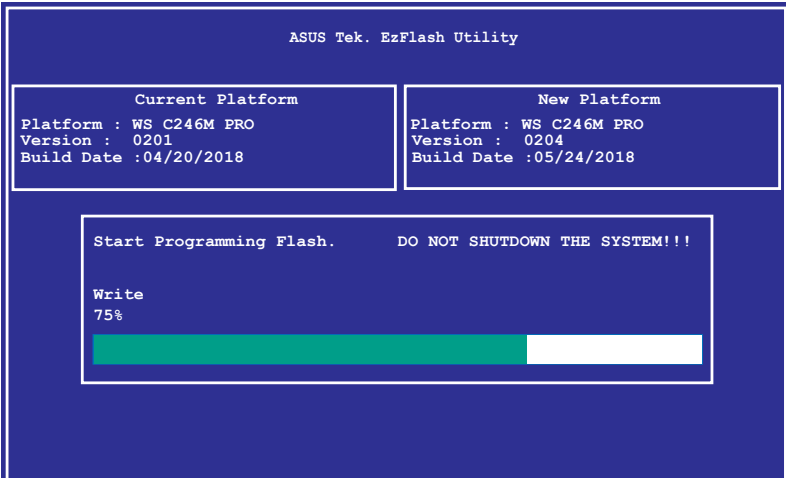 ASUS Tek. EzFlash Utility
Current Platform
Platform : WS C246M PRO
Version : 0201
Build Date :04/20/2018
New Platform
Platform : WS C246M PRO
Version : 0204
Build Date :05/24/2018
Start Programming Flash. DO NOT SHUTDOWN THE SYSTEM!!!
Write
75%